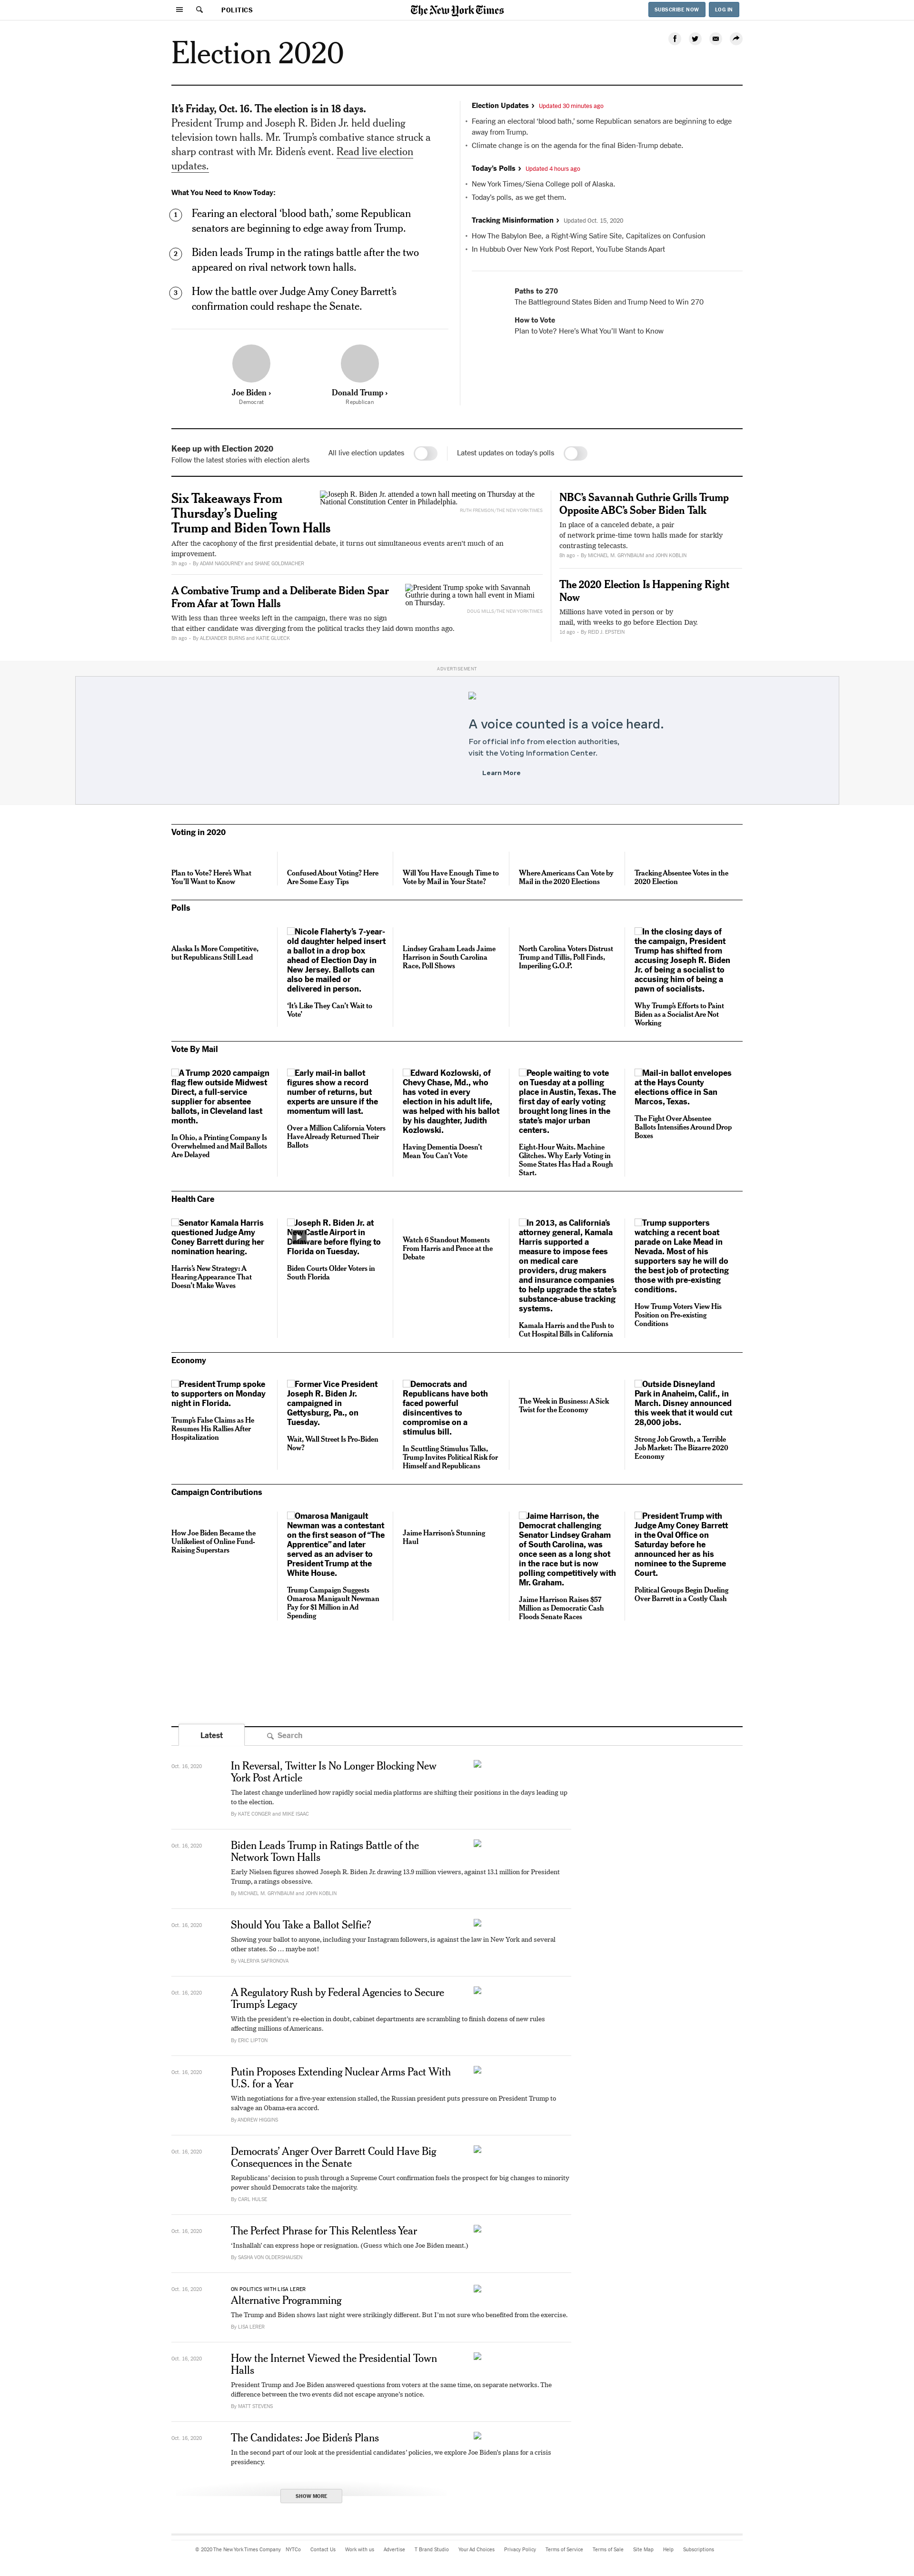 POLITICS
The New York Times
SUBSCRIBE NOW
LOG IN
Election 2020
It's Friday, Oct. 16. The election is in 18 days.
President Trump and Joseph R. Biden Jr. held dueling
television town halls. Mr. Trump's combative stance struck a
sharp contrast with Mr. Biden's event. Read live election
updates.
What You Need to Know Today:
1 Fearing an electoral 'blood bath,' some Republican
senators are beginning to edge away from Trump.
2 Biden leads Trump in the ratings battle after the two
appeared on rival network town halls.
3 How the battle over Judge Amy Coney Barrett's
confirmation could reshape the Senate.
Joe Biden ›
Democrat
Donald Trump ›
Republican
Election Updates › Updated 30 minutes ago
• Fearing an electoral 'blood bath,' some Republican senators are beginning to edge
away from Trump.
• Climate change is on the agenda for the final Biden-Trump debate.
Today's Polls › Updated 4 hours ago
• New York Times/Siena College poll of Alaska.
• Today's polls, as we get them.
Tracking Misinformation › Updated Oct. 15, 2020
• How The Babylon Bee, a Right-Wing Satire Site, Capitalizes on Confusion
• In Hubbub Over New York Post Report, YouTube Stands Apart
Paths to 270
The Battleground States Biden and Trump Need to Win 270
How to Vote
Plan to Vote? Here's What You'll Want to Know
Keep up with Election 2020
Follow the latest stories with election alerts
All live election updates
Latest updates on today's polls
Six Takeaways From
Thursday's Dueling
Trump and Biden Town Halls
Joseph R. Biden Jr. attended a town hall meeting on Thursday at the
National Constitution Center in Philadelphia.
RUTH FREMSON/THE NEW YORK TIMES
After the cacophony of the first presidential debate, it turns out simultaneous events aren't much of an
improvement.
3h ago - By ADAM NAGOURNEY and SHANE GOLDMACHER
A Combative Trump and a Deliberate Biden Spar
From Afar at Town Halls
President Trump spoke with Savannah
Guthrie during a town hall event in Miami
on Thursday.
DOUG MILLS/THE NEW YORK TIMES
With less than three weeks left in the campaign, there was no sign
that either candidate was diverging from the political tracks they laid down months ago.
8h ago - By ALEXANDER BURNS and KATIE GLUECK
NBC's Savannah Guthrie Grills Trump
Opposite ABC's Sober Biden Talk
In place of a canceled debate, a pair
of network prime-time town halls made for starkly
contrasting telecasts.
8h ago - By MICHAEL M. GRYNBAUM and JOHN KOBLIN
The 2020 Election Is Happening Right
Now
Millions have voted in person or by
mail, with weeks to go before Election Day.
1d ago - By REID J. EPSTEIN
ADVERTISEMENT
A voice counted is a voice heard.
For official info from election authorities,
visit the Voting Information Center.
Learn More
Voting in 2020
Plan to Vote? Here's What
You'll Want to Know
Confused About Voting? Here
Are Some Easy Tips
Will You Have Enough Time to
Vote by Mail in Your State?
Where Americans Can Vote by
Mail in the 2020 Elections
Tracking Absentee Votes in the
2020 Election
Polls
Alaska Is More Competitive,
but Republicans Still Lead
Nicole Flaherty's 7-year-
old daughter helped insert
a ballot in a drop box
ahead of Election Day in
New Jersey. Ballots can
also be mailed or
delivered in person.
'It's Like They Can't Wait to
Vote'
Lindsey Graham Leads Jaime
Harrison in South Carolina
Race, Poll Shows
North Carolina Voters Distrust
Trump and Tillis, Poll Finds,
Imperiling G.O.P.
In the closing days of
the campaign, President
Trump has shifted from
accusing Joseph R. Biden
Jr. of being a socialist to
accusing him of being a
pawn of socialists.
Why Trump's Efforts to Paint
Biden as a Socialist Are Not
Working
Vote By Mail
A Trump 2020 campaign
flag flew outside Midwest
Direct, a full-service
supplier for absentee
ballots, in Cleveland last
month.
In Ohio, a Printing Company Is
Overwhelmed and Mail Ballots
Are Delayed
Early mail-in ballot
figures show a record
number of returns, but
experts are unsure if the
momentum will last.
Over a Million California Voters
Have Already Returned Their
Ballots
Edward Kozlowski, of
Chevy Chase, Md., who
has voted in every
election in his adult life,
was helped with his ballot
by his daughter, Judith
Kozlowski.
Having Dementia Doesn't
Mean You Can't Vote
People waiting to vote
on Tuesday at a polling
place in Austin, Texas. The
first day of early voting
brought long lines in the
state's major urban
centers.
Eight-Hour Waits. Machine
Glitches. Why Early Voting in
Some States Has Had a Rough
Start.
Mail-in ballot envelopes
at the Hays County
elections office in San
Marcos, Texas.
The Fight Over Absentee
Ballots Intensifies Around Drop
Boxes
Health Care
Senator Kamala Harris
questioned Judge Amy
Coney Barrett during her
nomination hearing.
Harris's New Strategy: A
Hearing Appearance That
Doesn't Make Waves
Joseph R. Biden Jr. at
Castle Airport in
ware before flying to
Florida on Tuesday.
Biden Courts Older Voters in
South Florida
Watch 6 Standout Moments
From Harris and Pence at the
Debate
In 2013, as California's
attorney general, Kamala
Harris supported a
measure to impose fees
on medical care
providers, drug makers
and insurance companies
to help upgrade the state's
substance-abuse tracking
systems.
Kamala Harris and the Push to
Cut Hospital Bills in California
Trump supporters
watching a recent boat
parade on Lake Mead in
Nevada. Most of his
supporters say he will do
the best job of protecting
those with pre-existing
conditions.
How Trump Voters View His
Position on Pre-existing
Conditions
Economy
President Trump spoke
to supporters on Monday
night in Florida.
Trump's False Claims as He
Resumes His Rallies After
Hospitalization
Former Vice President
Joseph R. Biden Jr.
campaigned in
Gettysburg, Pa., on
Tuesday.
Wait, Wall Street Is Pro-Biden
Now?
Democrats and
Republicans have both
faced powerful
disincentives to
compromise on a
stimulus bill.
In Scuttling Stimulus Talks,
Trump Invites Political Risk for
Himself and Republicans
The Week in Business: A Sick
Twist for the Economy
Outside Disneyland
Park in Anaheim, Calif., in
March. Disney announced
this week that it would cut
28,000 jobs.
Strong Job Growth, a Terrible
Job Market: The Bizarre 2020
Economy
Campaign Contributions
How Joe Biden Became the
Unlikeliest of Online Fund-
Raising Superstars
Omarosa Manigault
Newman was a contestant
on the first season of "The
Apprentice" and later
served as an adviser to
President Trump at the
White House.
Trump Campaign Suggests
Omarosa Manigault Newman
Pay for $1 Million in Ad
Spending
Jaime Harrison's Stunning
Haul
Jaime Harrison, the
Democrat challenging
Senator Lindsey Graham
of South Carolina, was
once seen as a long shot
in the race but is now
polling competitively with
Mr. Graham.
Jaime Harrison Raises $57
Million as Democratic Cash
Floods Senate Races
President Trump with
Judge Amy Coney Barrett
in the Oval Office on
Saturday before he
announced her as his
nominee to the Supreme
Court.
Political Groups Begin Dueling
Over Barrett in a Costly Clash
Latest
Search
Oct. 16, 2020
In Reversal, Twitter Is No Longer Blocking New
York Post Article
The latest change underlined how rapidly social media platforms are shifting their positions in the days leading up
to the election.
By KATE CONGER and MIKE ISAAC
Oct. 16, 2020
Biden Leads Trump in Ratings Battle of the
Network Town Halls
Early Nielsen figures showed Joseph R. Biden Jr. drawing 13.9 million viewers, against 13.1 million for President
Trump, a ratings obsessive.
By MICHAEL M. GRYNBAUM and JOHN KOBLIN
Oct. 16, 2020
Should You Take a Ballot Selfie?
Showing your ballot to anyone, including your Instagram followers, is against the law in New York and several
other states. So … maybe not!
By VALERIYA SAFRONOVA
Oct. 16, 2020
A Regulatory Rush by Federal Agencies to Secure
Trump's Legacy
With the president's re-election in doubt, cabinet departments are scrambling to finish dozens of new rules
affecting millions of Americans.
By ERIC LIPTON
Oct. 16, 2020
Putin Proposes Extending Nuclear Arms Pact With
U.S. for a Year
With negotiations for a five-year extension stalled, the Russian president puts pressure on President Trump to
salvage an Obama-era accord.
By ANDREW HIGGINS
Oct. 16, 2020
Democrats' Anger Over Barrett Could Have Big
Consequences in the Senate
Republicans' decision to push through a Supreme Court confirmation fuels the prospect for big changes to minority
power should Democrats take the majority.
By CARL HULSE
Oct. 16, 2020
The Perfect Phrase for This Relentless Year
'Inshallah' can express hope or resignation. (Guess which one Joe Biden meant.)
By SASHA VON OLDERSHAUSEN
Oct. 16, 2020
ON POLITICS WITH LISA LERER
Alternative Programming
The Trump and Biden shows last night were strikingly different. But I'm not sure who benefited from the exercise.
By LISA LERER
Oct. 16, 2020
How the Internet Viewed the Presidential Town
Halls
President Trump and Joe Biden answered questions from voters at the same time, on separate networks. The
difference between the two events did not escape anyone's notice.
By MATT STEVENS
Oct. 16, 2020
The Candidates: Joe Biden's Plans
In the second part of our look at the presidential candidates' policies, we explore Joe Biden's plans for a crisis
presidency.
SHOW MORE
© 2020 The New York Times Company NYTCo Contact Us Work with us Advertise T Brand Studio Your Ad Choices Privacy Policy Terms of Service Terms of Sale Site Map Help Subscriptions